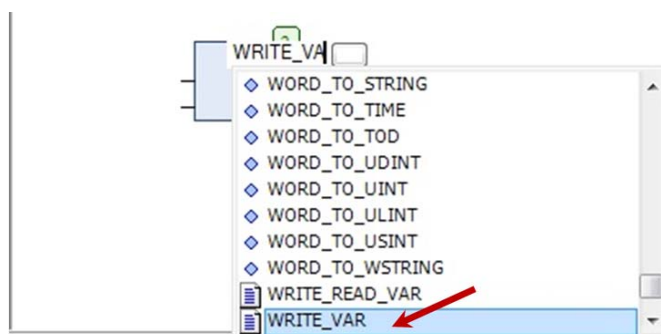 WRITE_VA
WORD_TO_STRING
WORD_TO_TIME
WORD_TO_TOD
WORD_TO_UDINT
WORD_TO_UINT
WORD_TO_ULINT
WORD_TO_USINT
WORD_TO_WSTRING
WRITE_READ_VAR
WRITE_VAR